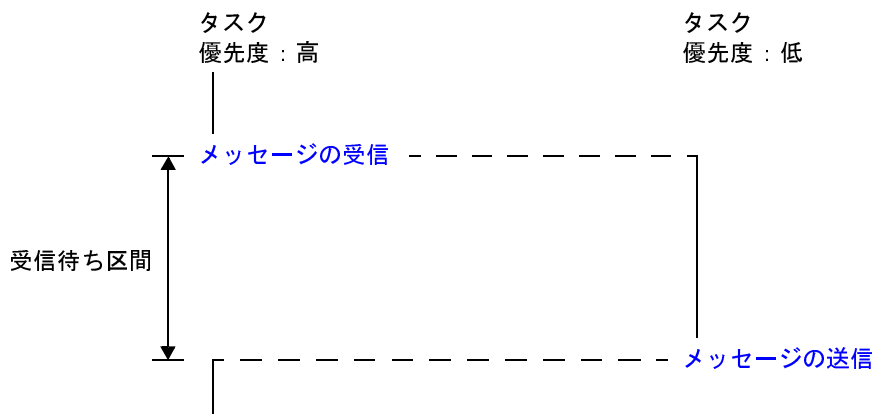 タスク
優先度：高
タスク
優先度：低
メッセージの受信
受信待ち区間
メッセージの送信